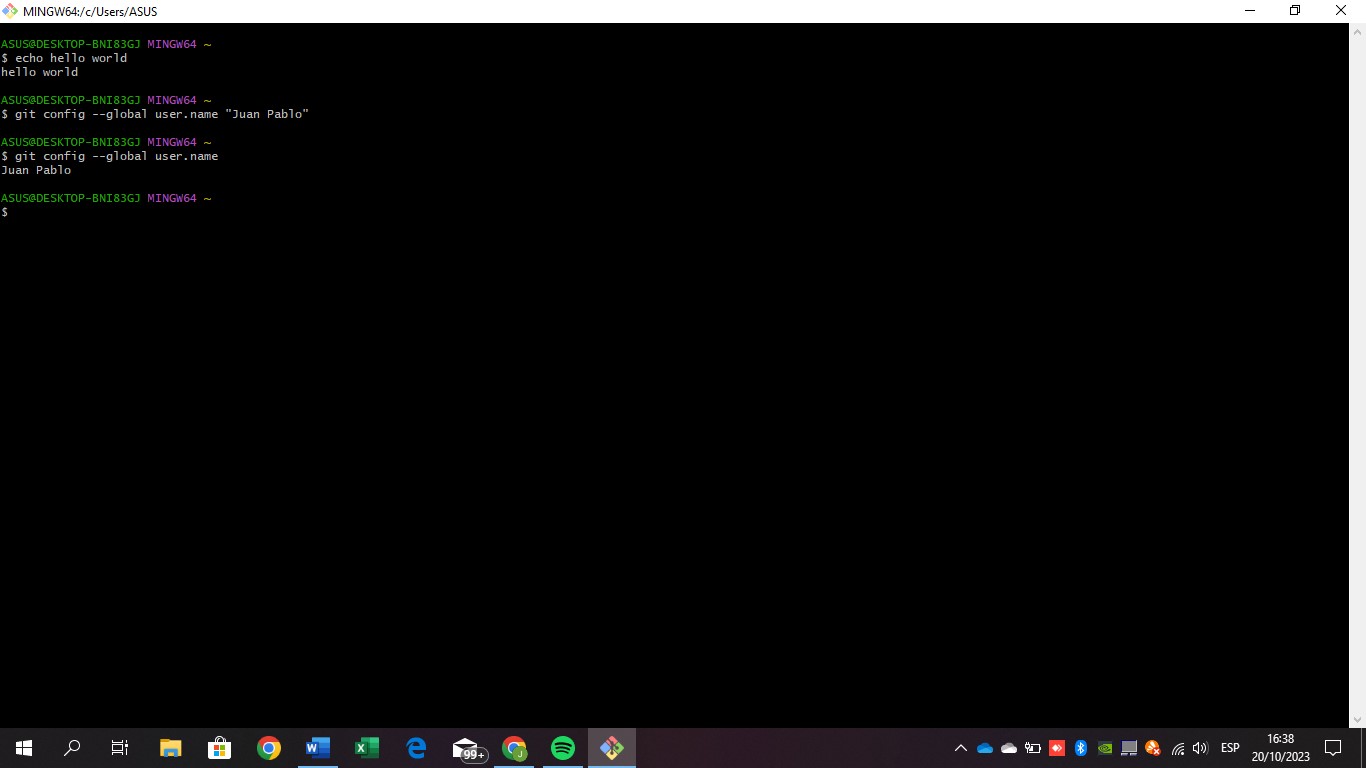 MINGW64:/c/Users/ASUS
ASUS@DESKTOP-BNI83GJ MINGW64 ~
$ echo hello world
hello world
ASUS@DESKTOP-BNI83GJ MINGW64 ~
$ git config --global user.name "Juan Pablo"
ASUS@DESKTOP-BNI83GJ MINGW64 ~
$ git config --global user.name
Juan Pablo
ASUS@DESKTOP-BNI83GJ MINGW64 ~
$
99+
J
ESP
16:38
20/10/2023